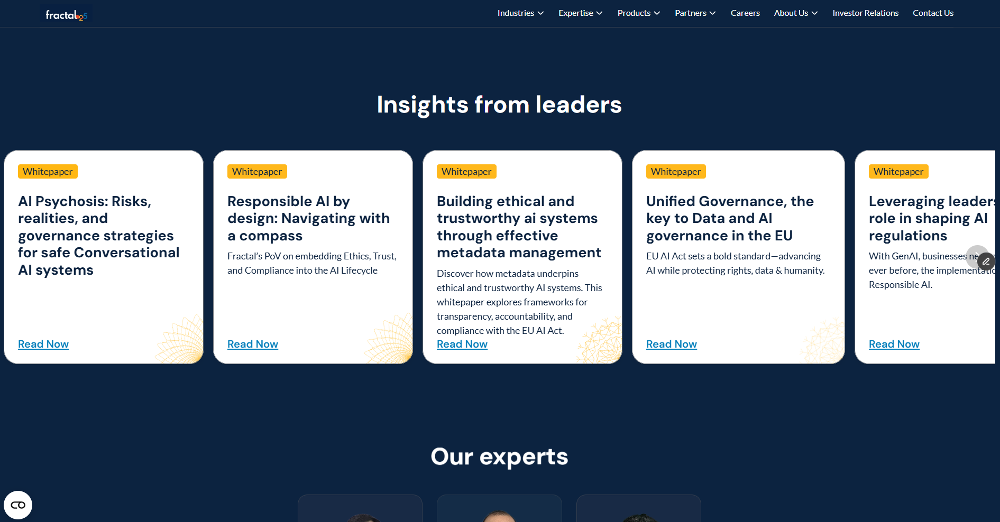 fractal 25
Industries
Expertise
Products
Partners
Careers
About Us
Investor Relations
Contact Us
Insights from leaders
Whitepaper
AI Psychosis: Risks,
realities, and
governance strategies
for safe Conversational
AI systems
Read Now
Whitepaper
Responsible AI by
design: Navigating with
a compass
Fractal’s PoV on embedding Ethics, Trust,
and Compliance into the AI Lifecycle
Read Now
Whitepaper
Building ethical and
trustworthy ai systems
through effective
metadata management
Discover how metadata underpins
ethical and trustworthy AI systems. This
whitepaper explores frameworks for
transparency, accountability, and
compliance with the EU AI Act.
Read Now
Whitepaper
Unified Governance, the
key to Data and AI
governance in the EU
EU AI Act sets a bold standard—advancing
AI while protecting rights, data & humanity.
Read Now
Whitepaper
Leveraging leaders
role in shaping AI
regulations
With GenAI, businesses
ever before, the
Responsible AI.
Read Now
Our experts